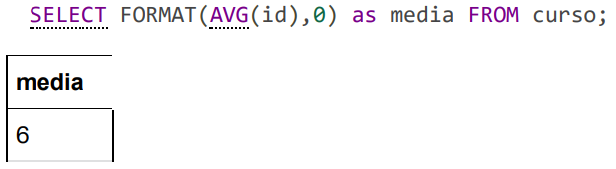 SELECT FORMAT(AVG(id),0) as media FROM curso;
media
6